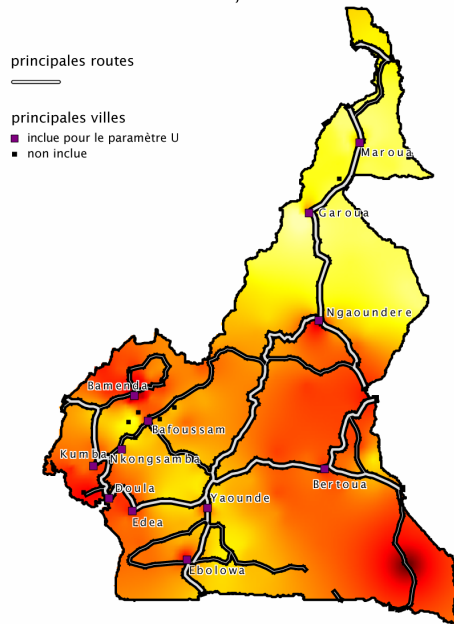 principales routes
principales villes
inclue pour le paramètre U
non inclue
Maroua
Garoua
Ngaoundere
Bamenda
Bafoussam
Kumba
Nkongsamba
Doula
Edea
Yaounde
Bertoua
Ebolowa